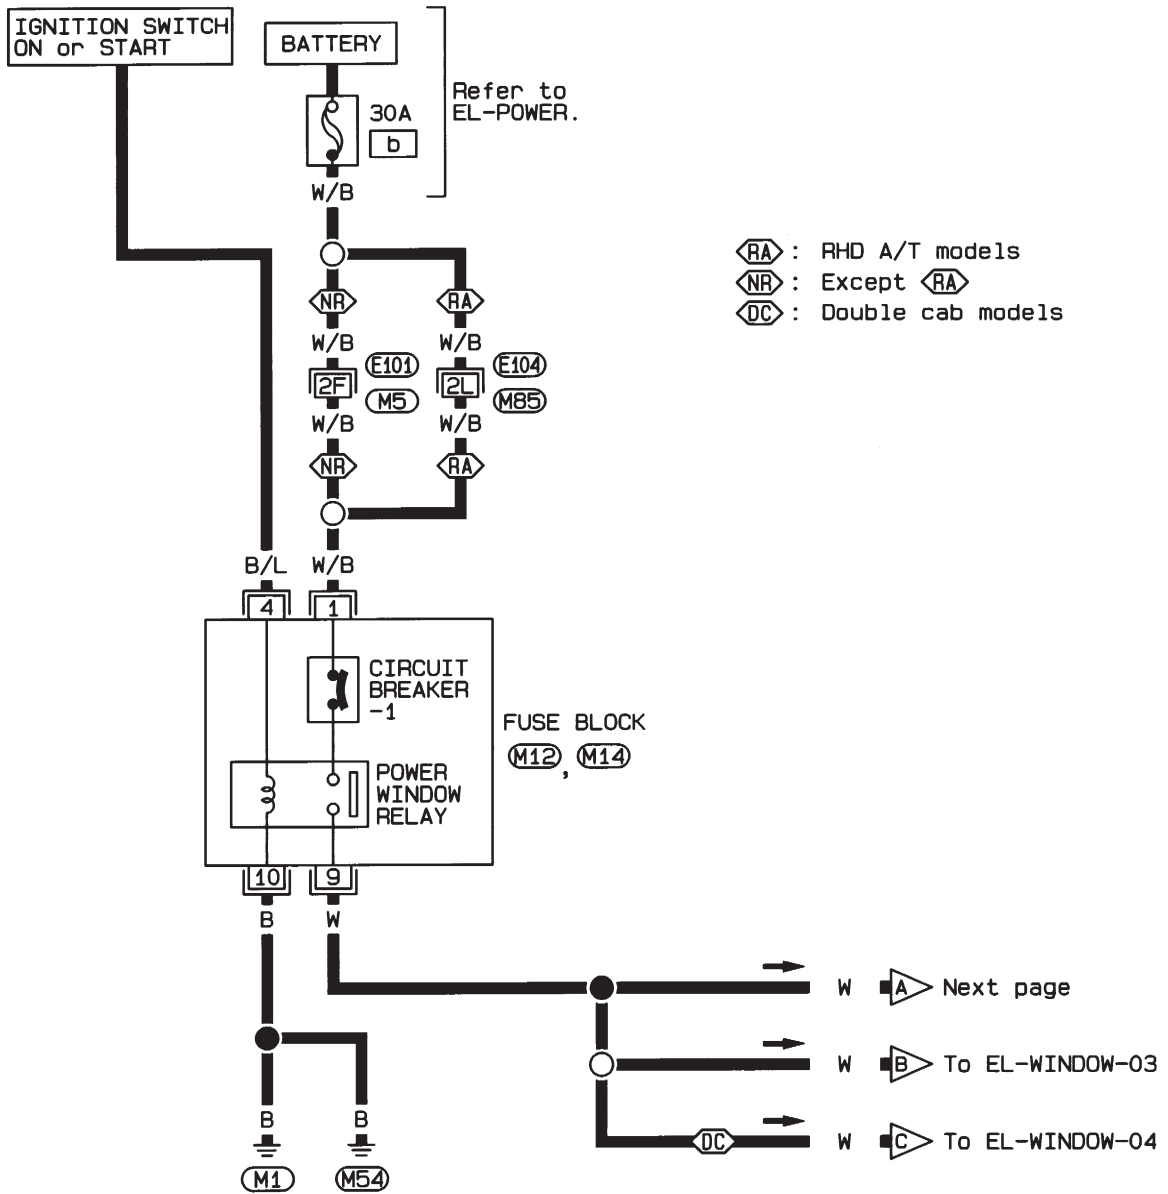 IGNITION SWITCH
ON or START
BATTERY
30A
b
Refer to
EL-POWER.
W/B
RA : RHD A/T models
NR : Except RA
DC : Double cab models
NR RA
W/B W/B
2F E101 2L E104
M5 M85
W/B W/B
NR RA
B/L W/B
4 1
CIRCUIT
BREAKER
-1
FUSE BLOCK
M12 , M14
POWER
WINDOW
RELAY
10 9
B W
W A Next page
W B To EL-WINDOW-03
B B DC W C To EL-WINDOW-04
M1 M54